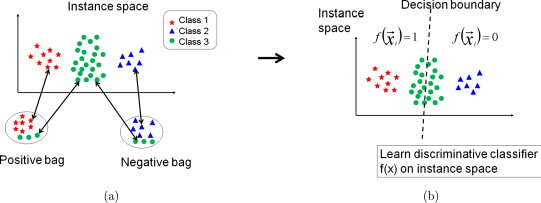 Instance space
Class 1
Class 2
Class 3
Positive bag
Negative bag
(a)
Decision boundary
Instance
space
f(x⃗ᵢ)=1
f(x⃗ᵢ)=0
Learn discriminative classifier
f(x) on instance space
(b)